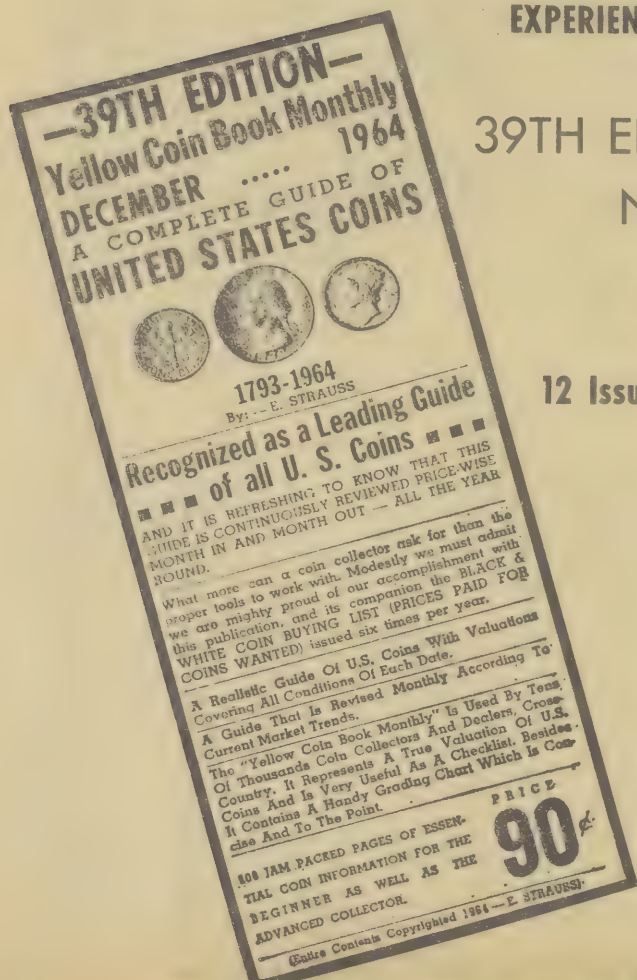 EXPERIEN
39TH E
N
12 Issu
—39TH EDITION—
Yellow Coin Book Monthly
DECEMBER ..... 1964
A COMPLETE GUIDE OF
UNITED STATES COINS
1793-1964
By: -- E. STRAUSS
Recognized as a Leading Guide
■ ■ ■ of all U. S. Coins ■ ■ ■
AND IT IS REFRESHING TO KNOW THAT THIS
GUIDE IS CONTINUOUSLY REVIEWED PRICE-WISE
MONTH IN AND MONTH OUT — ALL THE YEAR
ROUND.
What more can a coin collector ask for than the
proper tools to work with. Modestly we must admit
we are mighty proud of our accomplishment with
this publication, and its companion the BLACK &
WHITE COIN BUYING LIST (PRICES PAID FOR
COINS WANTED) issued six times per year.
A Realistic Guide Of U.S. Coins With Valuations
Covering All Conditions Of Each Date.
A Guide That Is Revised Monthly According To
Current Market Trends.
The "Yellow Coin Book Monthly" Is Used By Tens
Of Thousands Coin Collectors And Dealers, Cross-
Country. It Represents A True Valuation Of U.S.
Coins And Is Very Useful As A Checklist. Besides
It Contains A Handy Grading Chart Which Is Con-
cise And To The Point.
JAM PACKED PAGES OF ESSEN-
TIAL COIN INFORMATION FOR THE
BEGINNER AS WELL AS THE
ADVANCED COLLECTOR.
PRICE
90¢
(Entire Contents Copyrighted 1964 — E. STRAUSS)